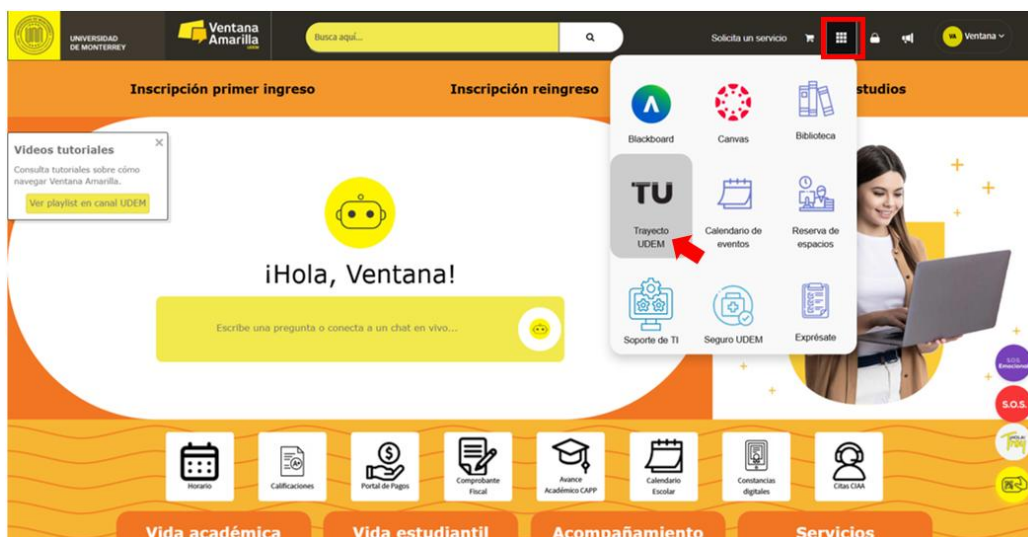 UNIVERSIDAD
DE MONTERREY
Ventana
Amarilla
UDEM
Busca aquí...
Solicita un servicio
VA
Ventana
Inscripción primer ingreso
Inscripción reingreso
studios
Videos tutoriales
Consulta tutoriales sobre cómo
navegar Ventana Amarilla.
Ver playlist en canal UDEM
Blackboard
Canvas
Biblioteca
TU
Trayecto
UDEM
Calendario de
eventos
Reserva de
espacios
Soporte de TI
Seguro UDEM
Exprésate
¡Hola, Ventana!
Escribe una pregunta o conecta a un chat en vivo...
S.O.S.
Emocional
S.O.S.
Horario
Calificaciones
Portal de Pagos
Comprobante
Fiscal
Avance
Académico CAPP
Calendario
Escolar
Constancias
digitales
Citas CIAA
Vida académica
Vida estudiantil
Acompañamiento
Servicios